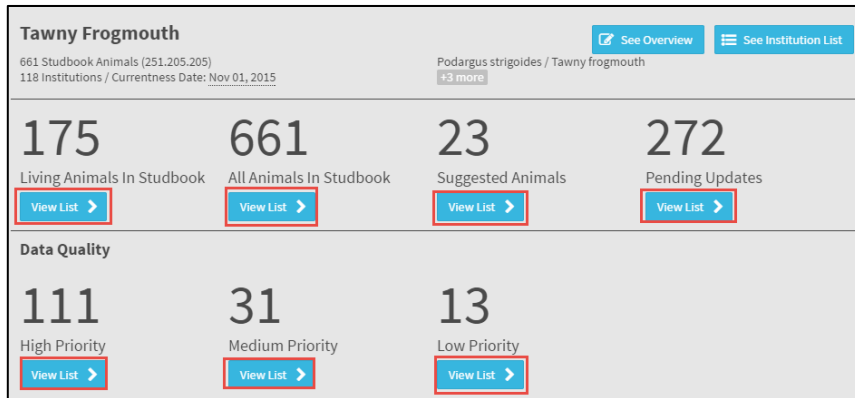 Tawny Frogmouth
See Overview
See Institution List
661 Studbook Animals (251.205.205)
Podargus strigoides / Tawny frogmouth
118 Institutions / Currentness Date: Nov 01, 2015
+3 more
175 661 23 272
Living Animals In Studbook All Animals In Studbook Suggested Animals Pending Updates
View List View List View List View List
Data Quality
111 31 13
High Priority Medium Priority Low Priority
View List View List View List